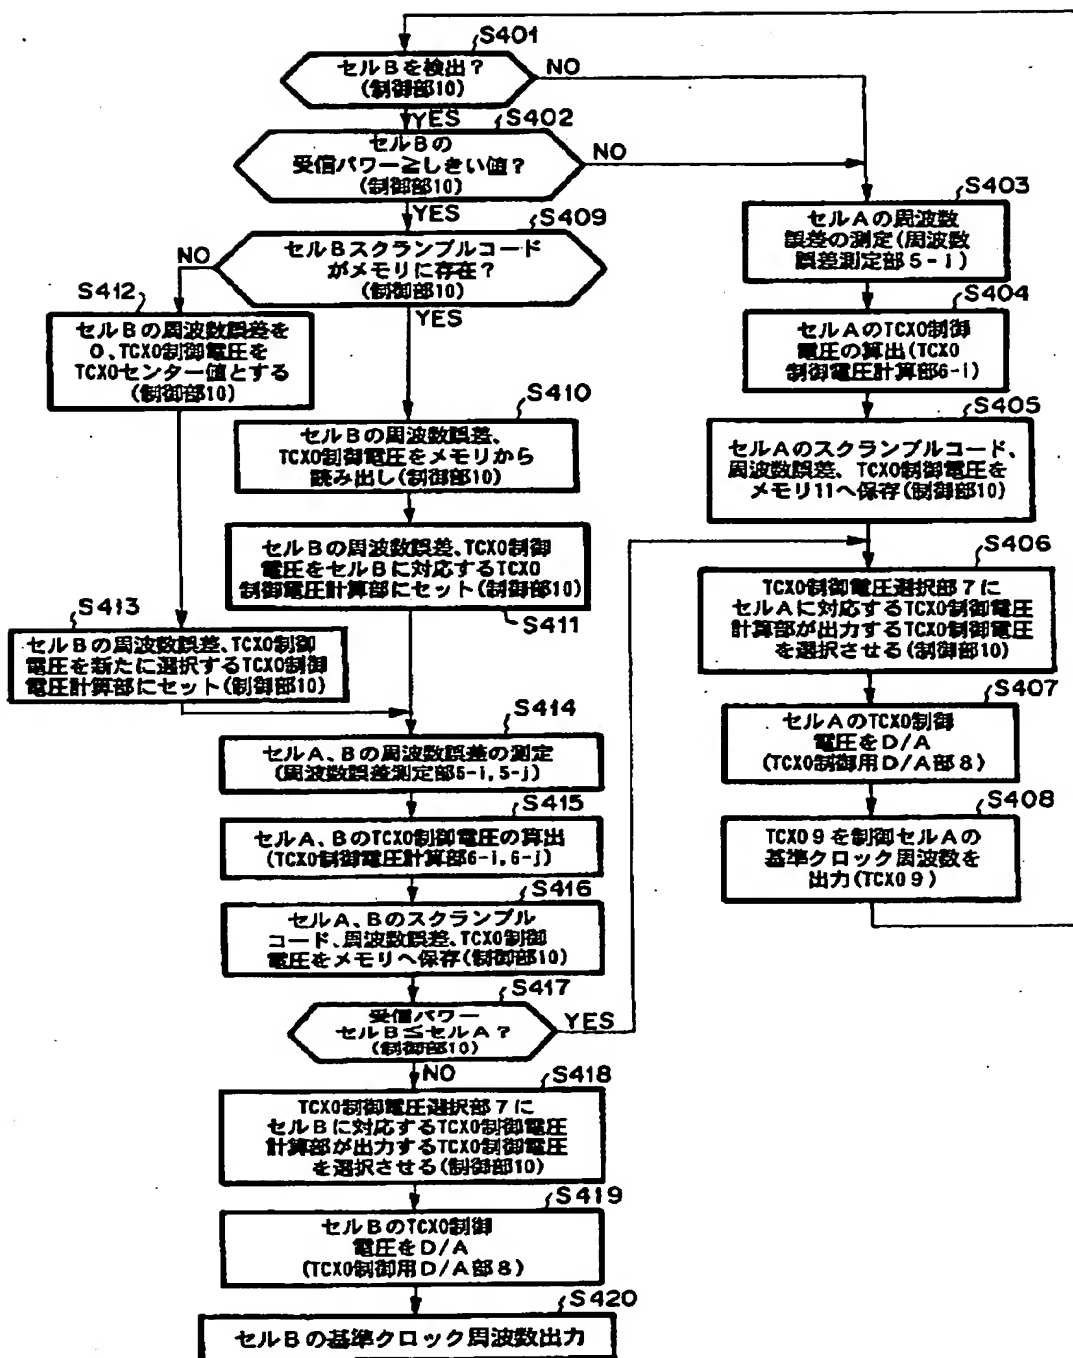 S401
セルBを検出?
(制御部10)
NO
YES
S402
セルBの
受信パワー≧しきい値?
(制御部10)
NO
YES
S409
セルBスクランブルコード
がメモリに存在?
(制御部10)
NO
YES
S412
セルBの周波数誤差を
0、TCXO制御電圧を
TCXOセンター値とする
(制御部10)
S410
セルBの周波数誤差、
TCXO制御電圧をメモリから
読み出し(制御部10)
セルBの周波数誤差、TCXO制御
電圧をセルBに対応するTCXO
制御電圧計算部にセット(制御部10)
S411
S413
セルBの周波数誤差、TCXO制御
電圧を新たに選択するTCXO制御
電圧計算部にセット(制御部10)
S414
セルA、Bの周波数誤差の測定
(周波数誤差測定部5-i,5-j)
S415
セルA、BのTCXO制御電圧の算出
(TCXO制御電圧計算部6-i,6-j)
S416
セルA、Bのスクランブル
コード、周波数誤差、TCXO制御
電圧をメモリへ保存(制御部10)
S417
受信パワー
セルB≦セルA?
(制御部10)
YES
NO
S418
TCXO制御電圧選択部7に
セルBに対応するTCXO制御電圧
計算部が出力するTCXO制御電圧
を選択させる(制御部10)
S419
セルBのTCXO制御
電圧をD/A
(TCXO制御用D/A部8)
S420
セルBの基準クロック周波数出力
S403
セルAの周波数
誤差の測定(周波数
誤差測定部5-i)
S404
セルAのTCXO制御
電圧の算出(TCXO
制御電圧計算部6-i)
S405
セルAのスクランブルコード、
周波数誤差、TCXO制御電圧を
メモリ11へ保存(制御部10)
S406
TCXO制御電圧選択部7に
セルAに対応するTCXO制御電圧
計算部が出力するTCXO制御電圧
を選択させる(制御部10)
S407
セルAのTCXO制御
電圧をD/A
(TCXO制御用D/A部8)
S408
TCXO9を制御セルAの
基準クロック周波数を
出力(TCXO9)